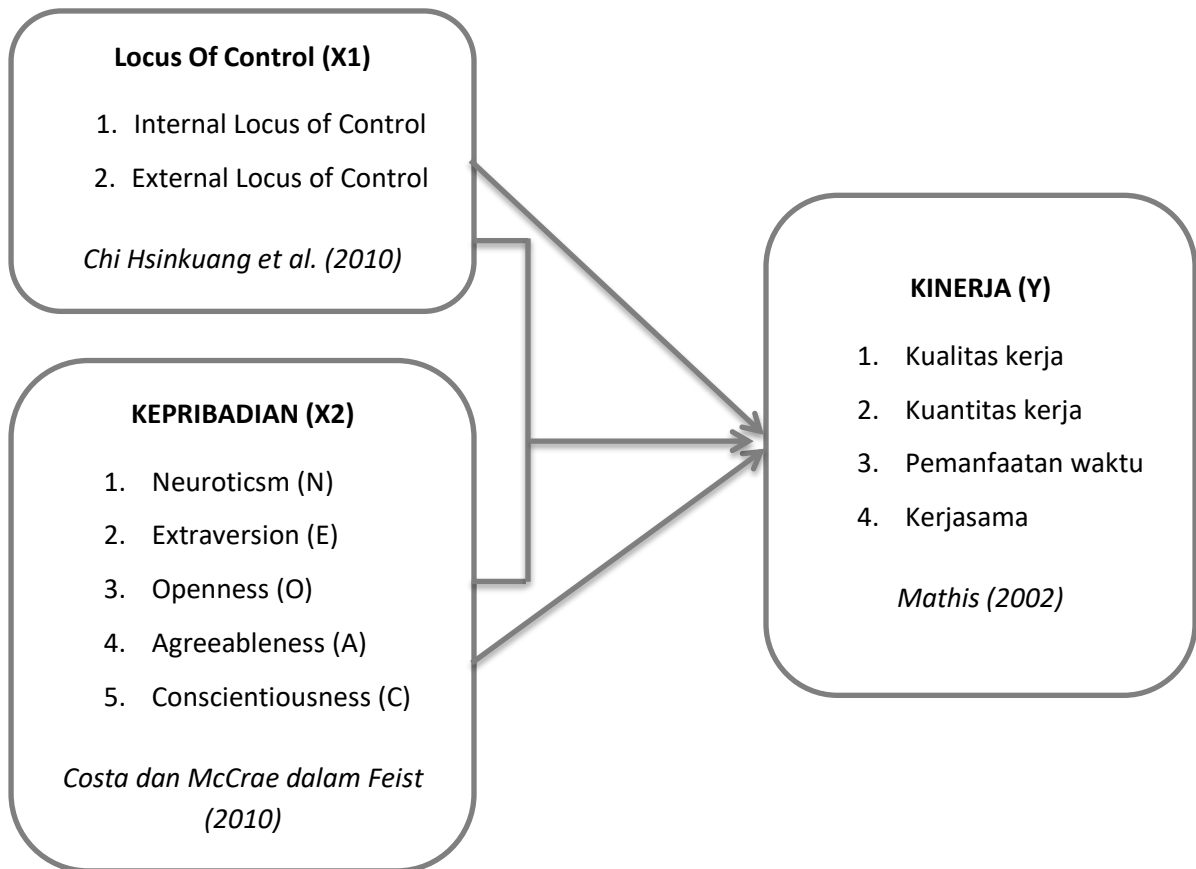 Locus Of Control (X1)
1. Internal Locus of Control
2. External Locus of Control
Chi Hsinkuang et al. (2010)
KEPRIBADIAN (X2)
1. Neuroticsm (N)
2. Extraversion (E)
3. Openness (O)
4. Agreeableness (A)
5. Conscientiousness (C)
Costa dan McCrae dalam Feist
(2010)
KINERJA (Y)
1. Kualitas kerja
2. Kuantitas kerja
3. Pemanfaatan waktu
4. Kerjasama
Mathis (2002)